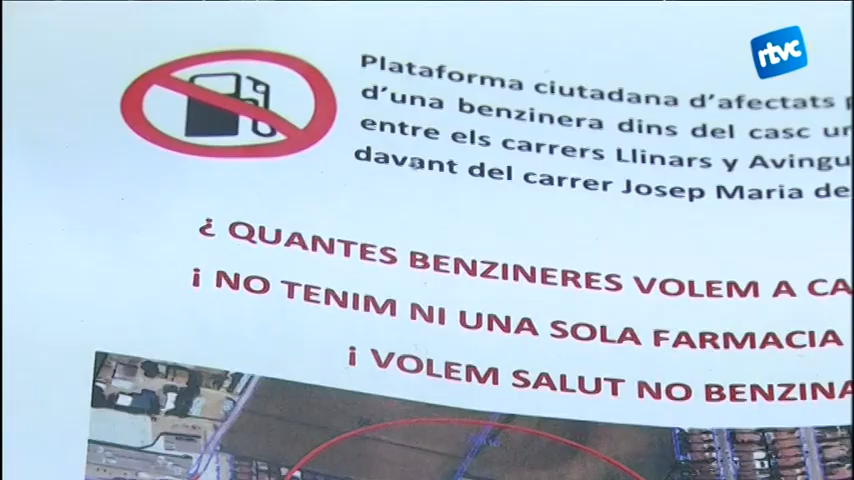 rtvc
Plataforma ciutadana d'afectats
d'una benzinera dins del casc
entre els carrers Llinars y
davant del carrer Josep Maria de
¿ QUANTES BENZINERES VOLEM A
¡ NO TENIM NI UNA SOLA FARMACIA
¡ VOLEM SALUT NO